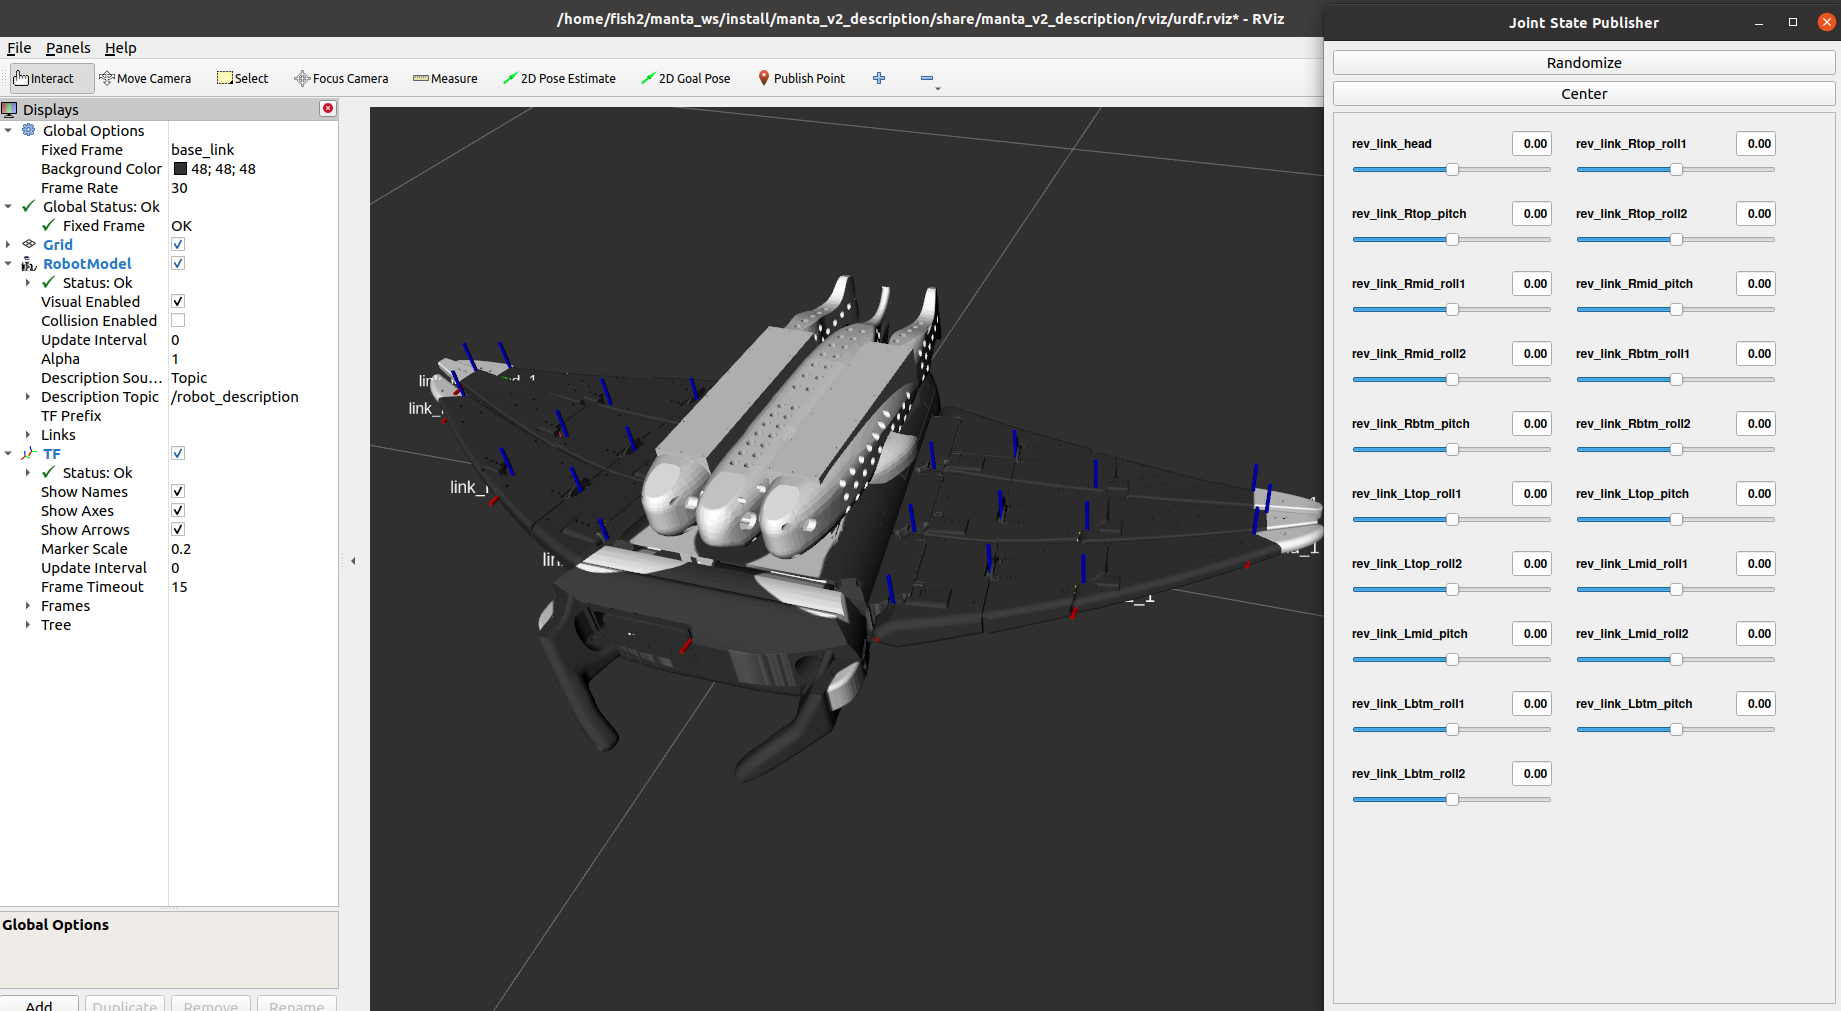 /home/fish2/manta_ws/install/manta_v2_description/share/manta_v2_description/rviz/urdf.rviz* - RViz
File Panels Help
Interact Move Camera Select Focus Camera Measure 2D Pose Estimate 2D Goal Pose Publish Point
Displays
Global Options
Fixed Frame base_link
Background Color 48; 48; 48
Frame Rate 30
Global Status: Ok
Fixed Frame OK
Grid
RobotModel
Status: Ok
Visual Enabled
Collision Enabled
Update Interval 0
Alpha 1
Description Sou... Topic
Description Topic /robot_description
TF Prefix
Links
TF
Status: Ok
Show Names
Show Axes
Show Arrows
Marker Scale 0.2
Update Interval 0
Frame Timeout 15
Frames
Tree
Global Options
Add Duplicate Remove Rename
link_
link_
Joint State Publisher
Randomize
Center
rev_link_head 0.00 rev_link_Rtop_roll1 0.00
rev_link_Rtop_pitch 0.00 rev_link_Rtop_roll2 0.00
rev_link_Rmid_roll1 0.00 rev_link_Rmid_pitch 0.00
rev_link_Rmid_roll2 0.00 rev_link_Rbtm_roll1 0.00
rev_link_Rbtm_pitch 0.00 rev_link_Rbtm_roll2 0.00
rev_link_Ltop_roll1 0.00 rev_link_Ltop_pitch 0.00
rev_link_Ltop_roll2 0.00 rev_link_Lmid_roll1 0.00
rev_link_Lmid_pitch 0.00 rev_link_Lmid_roll2 0.00
rev_link_Lbtm_roll1 0.00 rev_link_Lbtm_pitch 0.00
rev_link_Lbtm_roll2 0.00